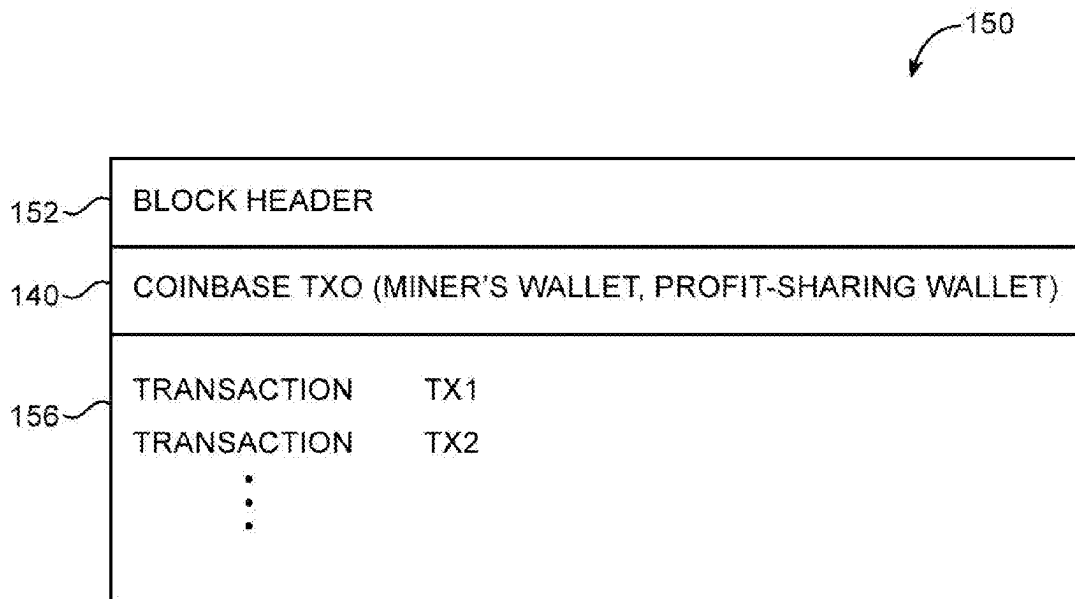 150
152 BLOCK HEADER
140 COINBASE TXO (MINER'S WALLET, PROFIT-SHARING WALLET)
TRANSACTION TX1
156
TRANSACTION TX2